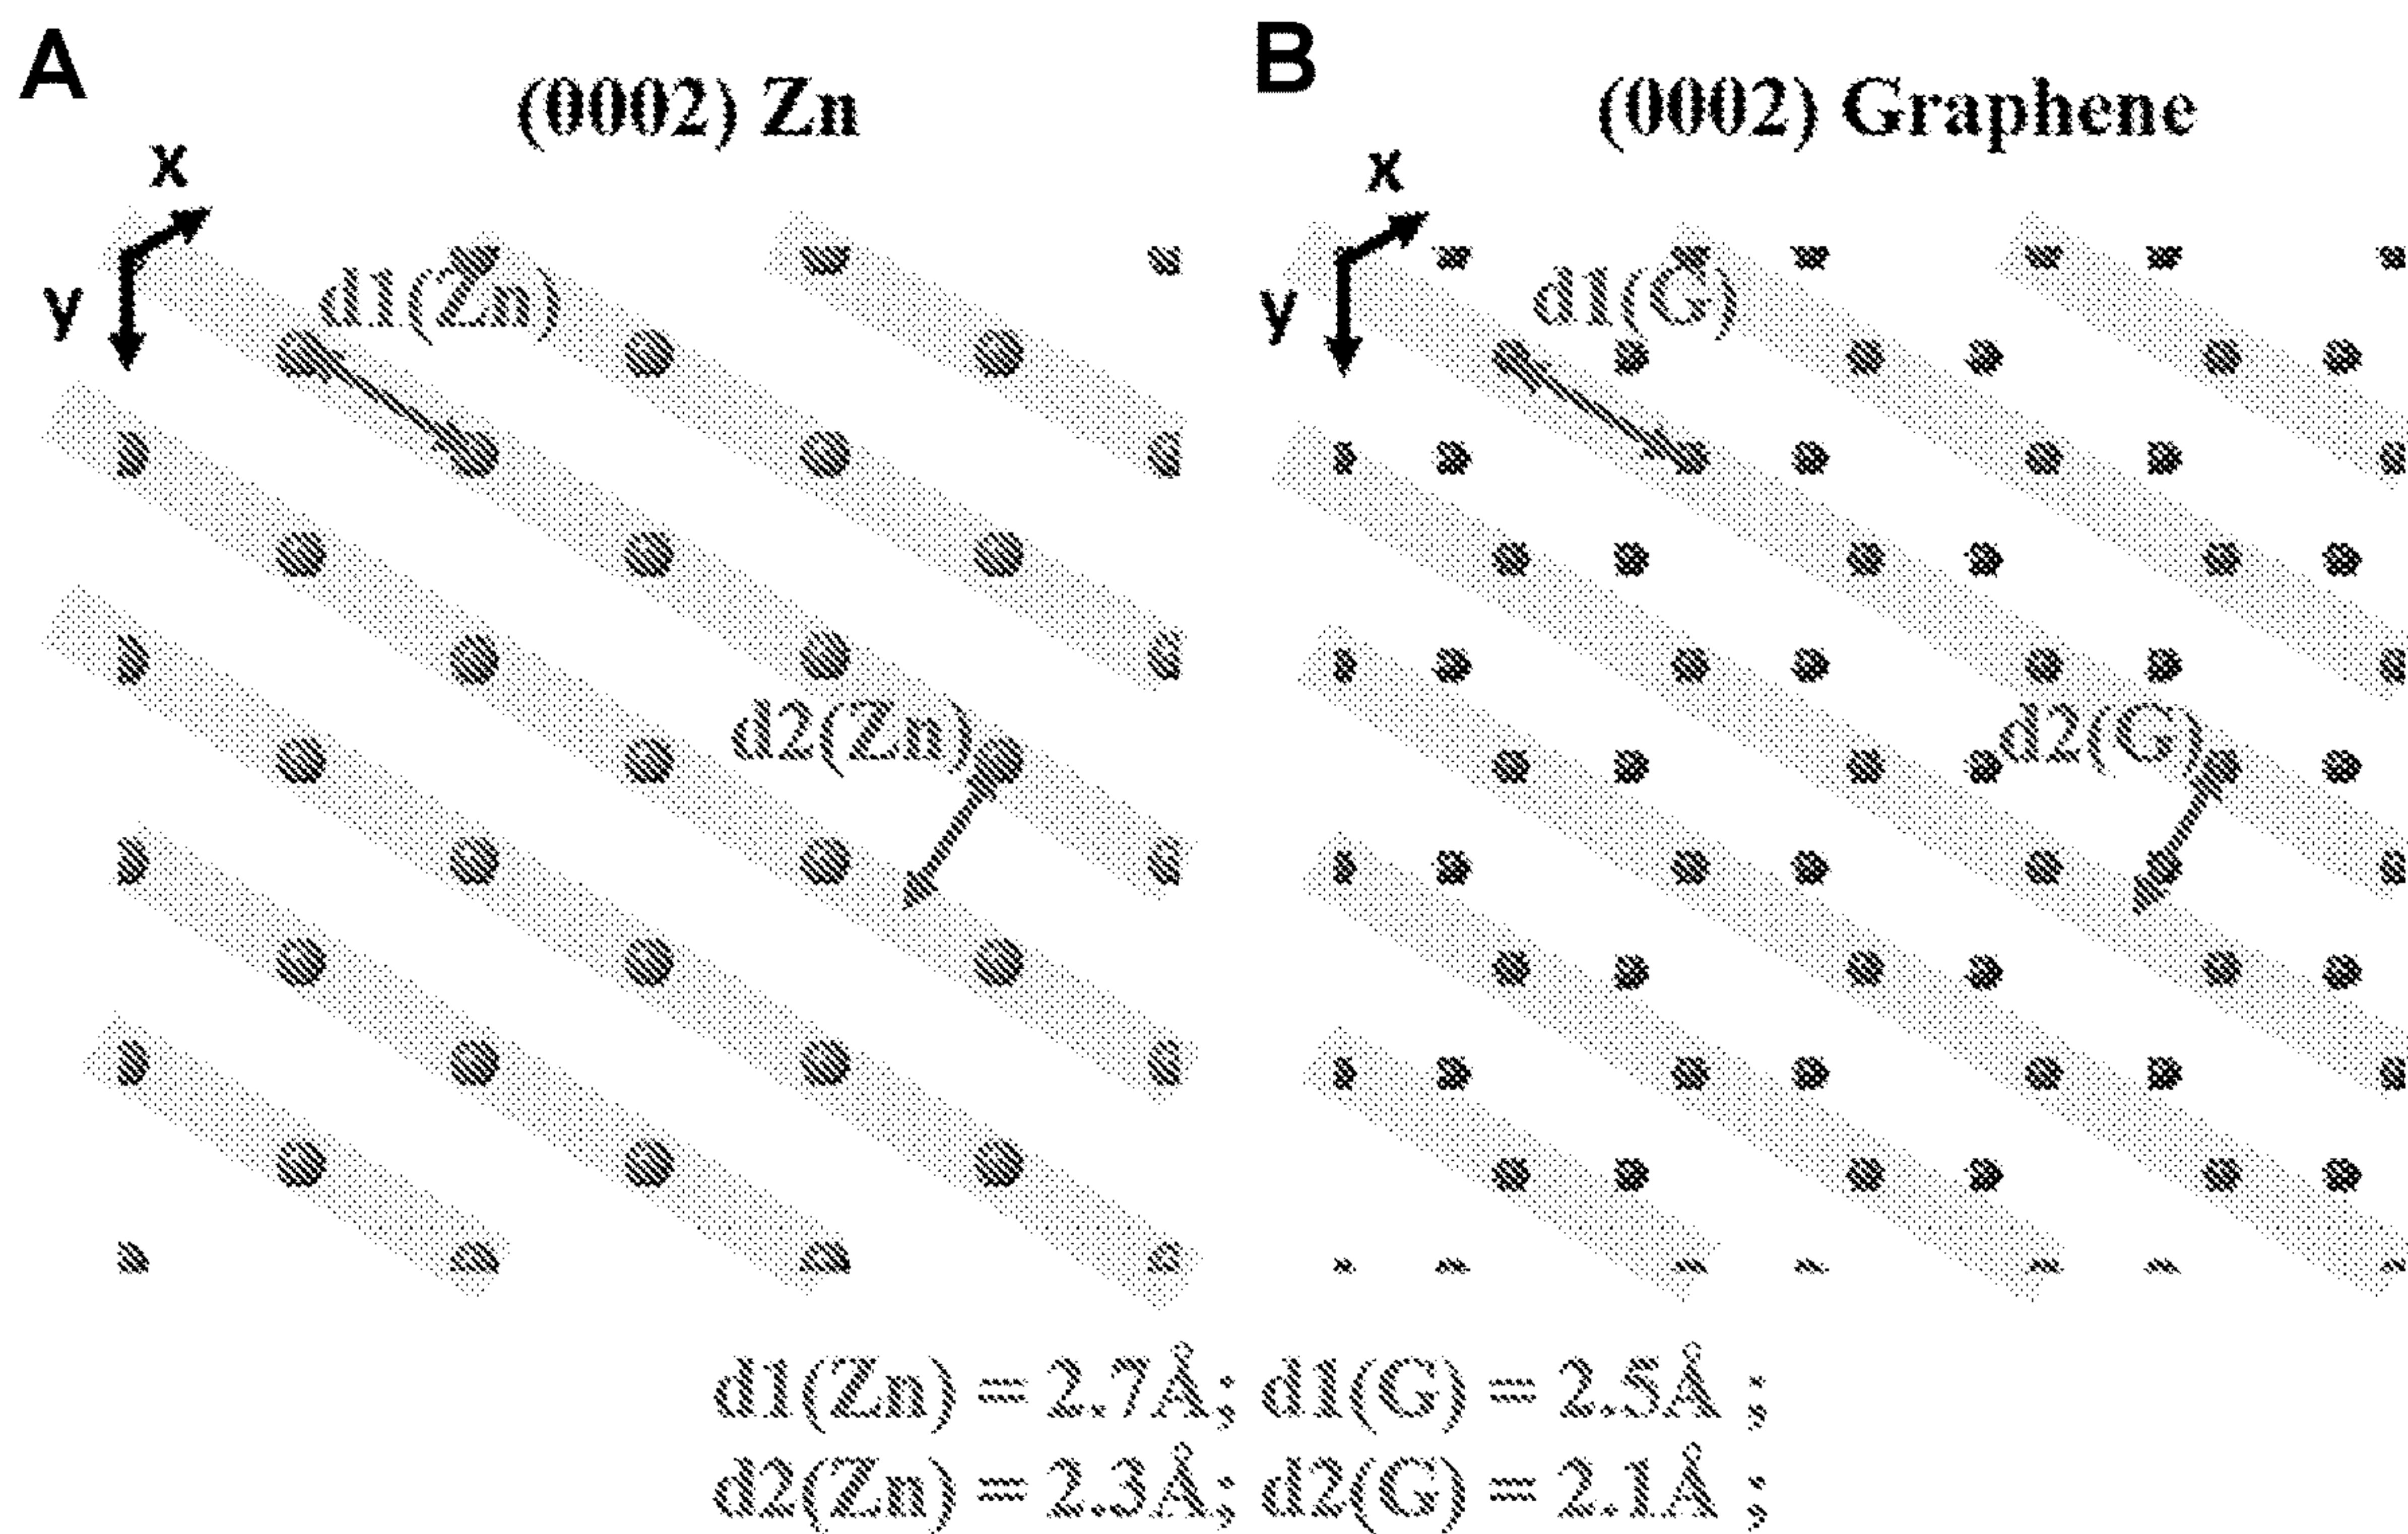 A
(0002) Zn
x
y
d1(Zn)
d2(Zn)
B
(0002) Graphene
x
y
d1(G)
d2(G)
d1(Zn) = 2.7Å; d1(G) = 2.5Å ;
d2(Zn) = 2.3Å; d2(G) = 2.1Å ;